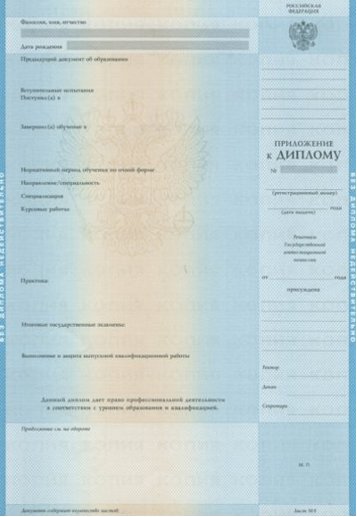 РОССИЙСКАЯ
ФЕДЕРАЦИЯ
Фамилия, имя, отчество
Дата рождения
Предыдущий документ об образовании
Вступительные испытания
Поступил(а) в
Завершил(а) обучение в
Нормативный период обучения по очной форме
Направление/специальность
Специализация
Курсовые работы:
Практика:
Итоговые государственные экзамены:
Выполнение и защита выпускной квалификационной работы
Данный диплом дает право профессиональной деятельности
в соответствии с уровнем образования и квалификацией.
Продолжение см. на обороте
Документ содержит количество листов:
ПРИЛОЖЕНИЕ
к ДИПЛОМУ
№
(регистрационный номер)
года
(дата выдачи)
Решением
Государственной
аттестационной
комиссии
от года
присуждена
Ректор
Декан
Секретарь
М. П.
Лист №1
БЕЗ ДИПЛОМА НЕДЕЙСТВИТЕЛЬНО
БЕЗ ДИПЛОМА НЕДЕЙСТВИТЕЛЬНО